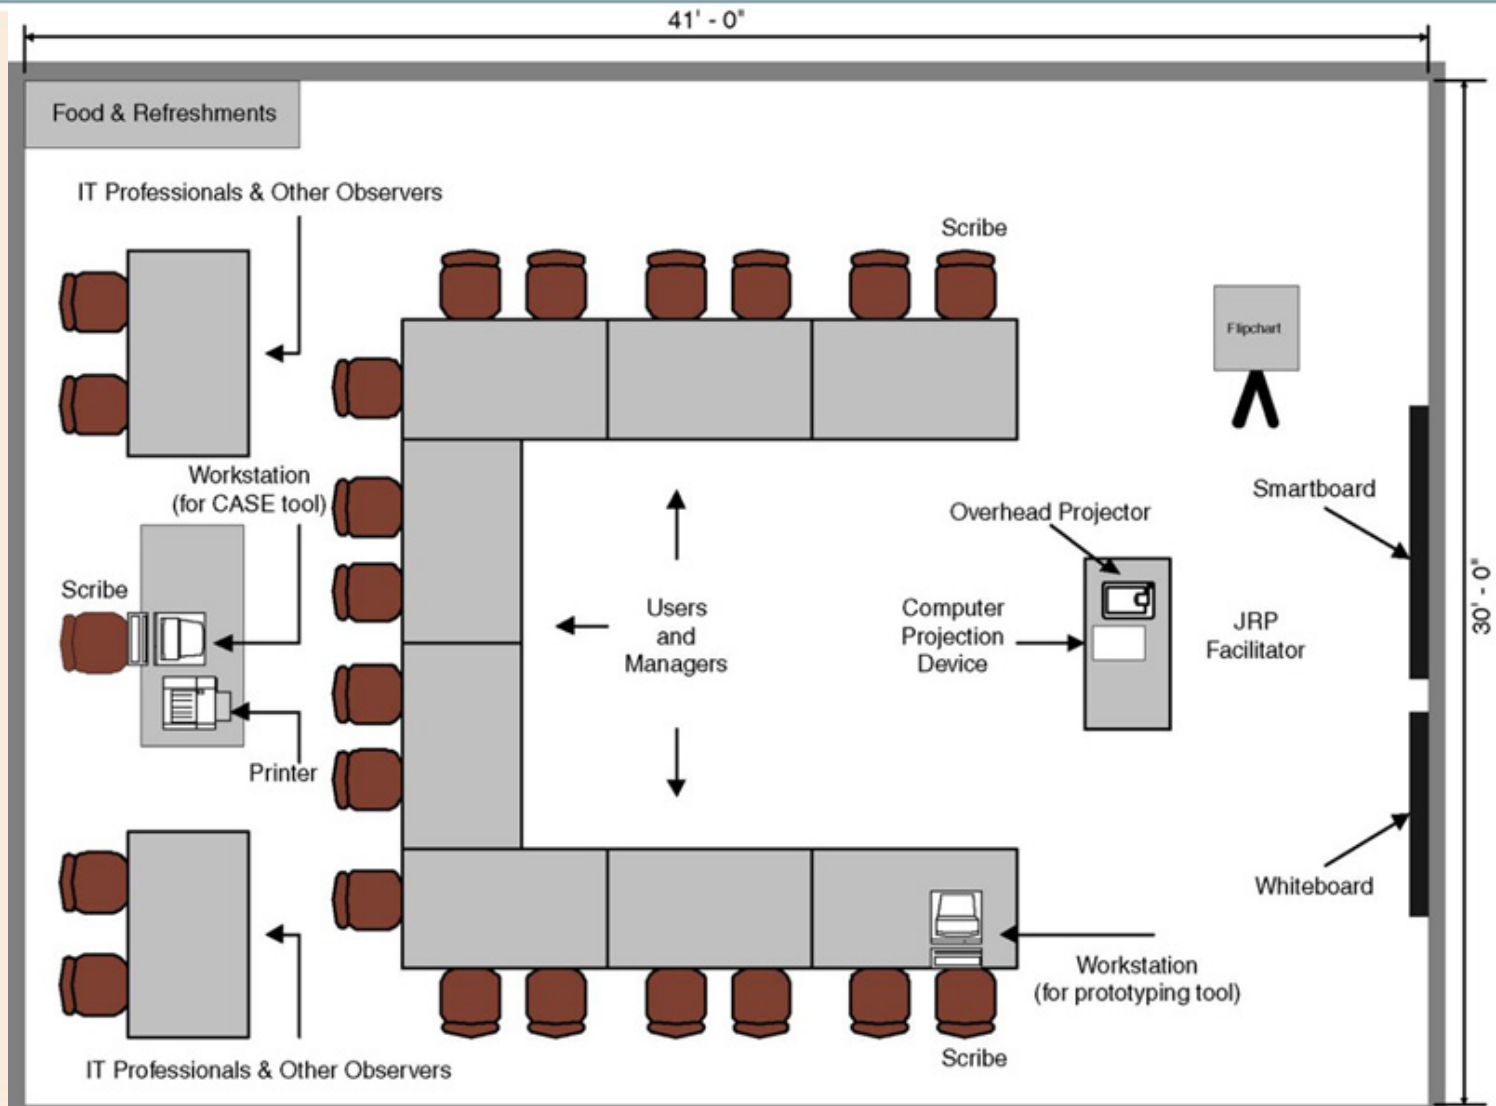 41' - 0"
Food & Refreshments
IT Professionals & Other Observers
Scribe
Flipchart
Workstation
(for CASE tool)
Smartboard
Overhead Projector
30' - 0"
Scribe
Users
and
Managers
Computer
Projection
Device
JRP
Facilitator
Printer
Whiteboard
Workstation
(for prototyping tool)
Scribe
IT Professionals & Other Observers